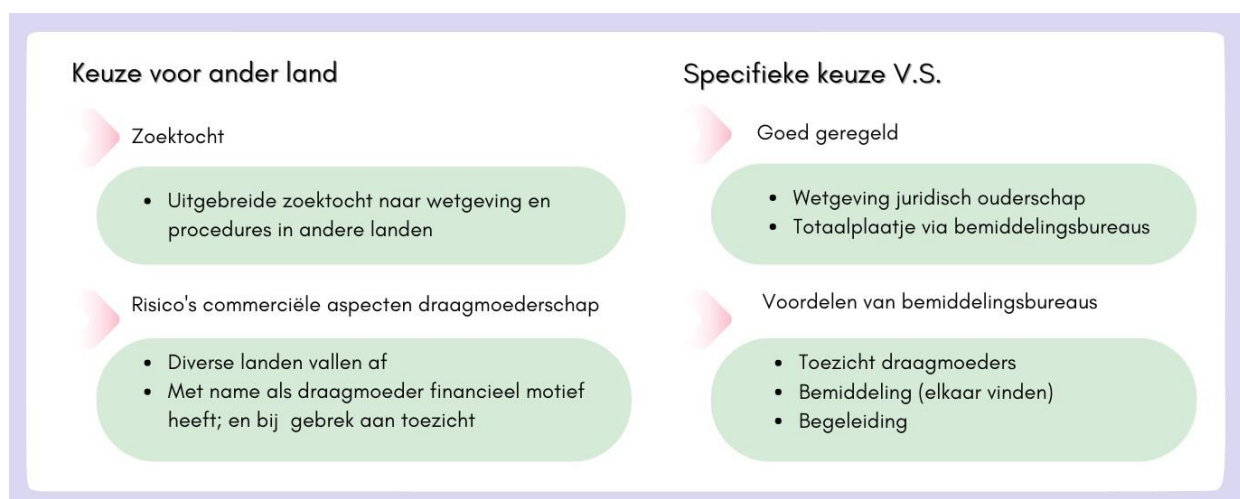 Keuze voor ander land
Zoektocht
• Uitgebreide zoektocht naar wetgeving en
procedures in andere landen
Risico's commerciële aspecten draagmoederschap
• Diverse landen vallen af
• Met name als draagmoeder financieel motief
heeft; en bij gebrek aan toezicht
Specifieke keuze V.S.
Goed geregeld
• Wetgeving juridisch ouderschap
• Totaalplaatje via bemiddelingsbureaus
Voordelen van bemiddelingsbureaus
• Toezicht draagmoeders
• Bemiddeling (elkaar vinden)
• Begeleiding